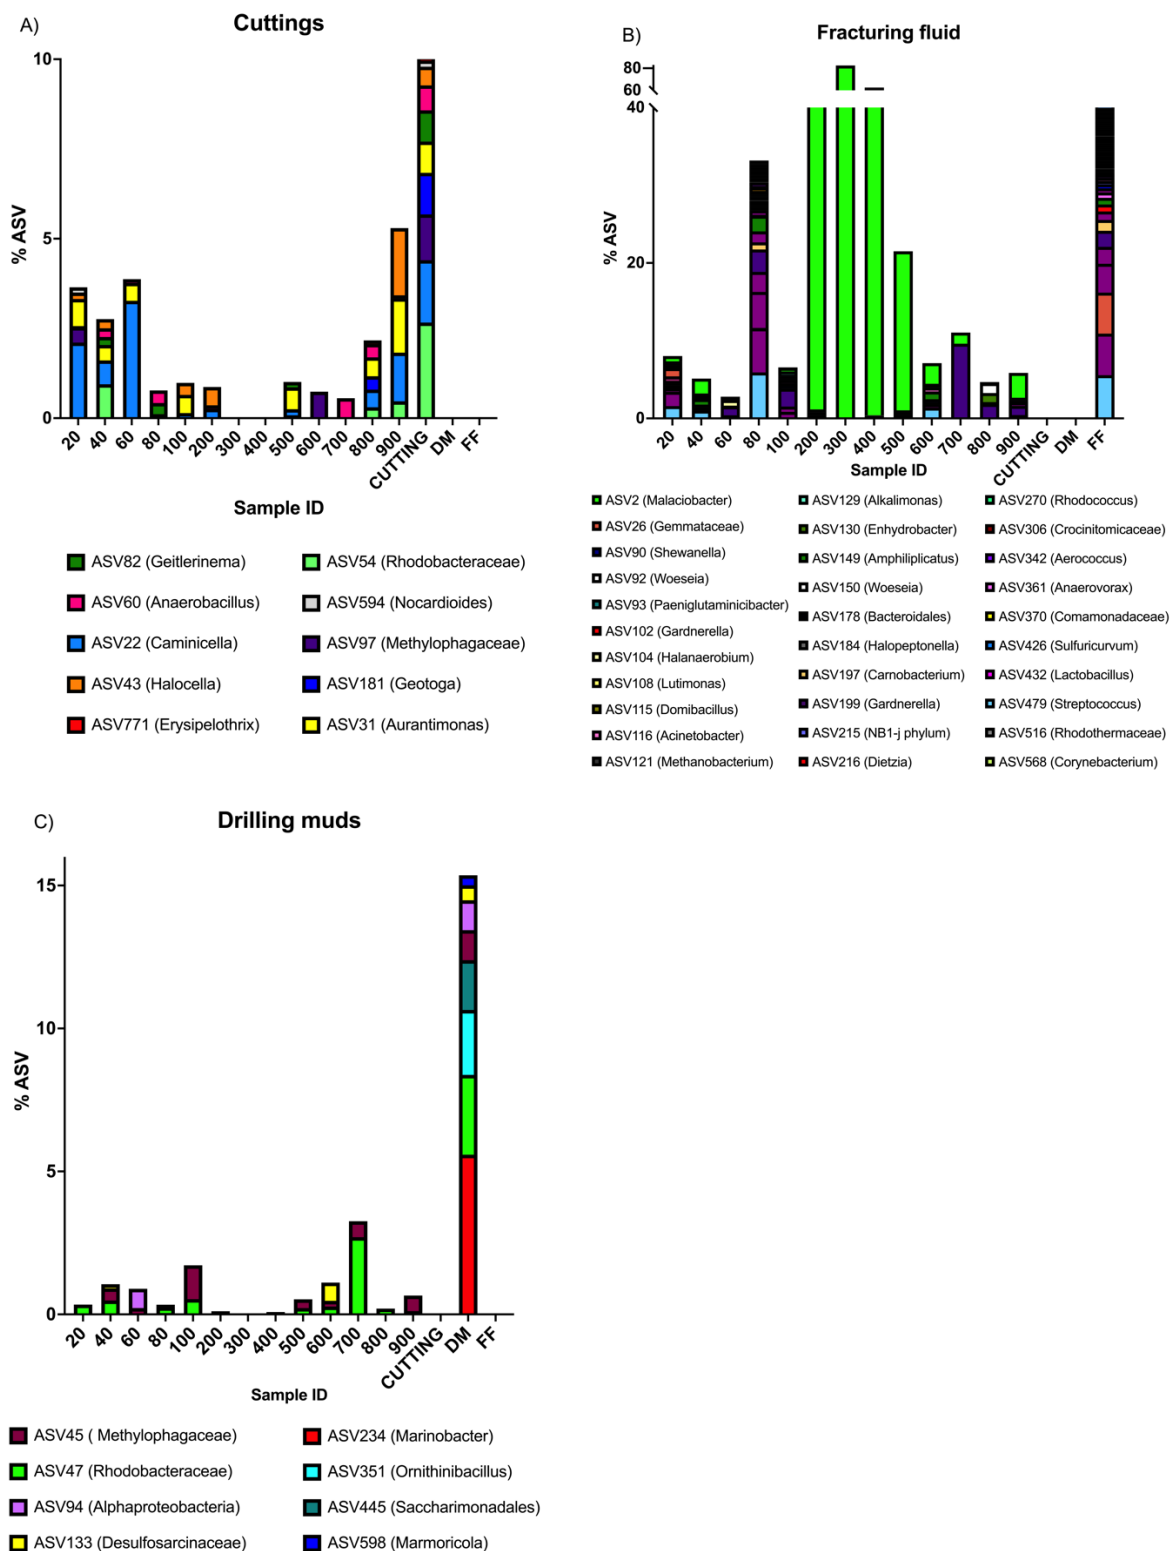 A)
Cuttings
10
5
0
% ASV
20 40 60 80 100 200 300 400 500 600 700 800 900 CUTTING DM FF
Sample ID
ASV82 (Geitlerinema)
ASV60 (Anaerobacillus)
ASV22 (Caminicella)
ASV43 (Halocella)
ASV771 (Erysipelothrix)
ASV54 (Rhodobacteraceae)
ASV594 (Nocardioides)
ASV97 (Methylophagaceae)
ASV181 (Geotoga)
ASV31 (Aurantimonas)
B)
Fracturing fluid
80
60
40
20
0
% ASV
20 40 60 80 100 200 300 400 500 600 700 800 900 CUTTING DM FF
Sample ID
ASV2 (Malaciobacter)
ASV26 (Gemmataceae)
ASV90 (Shewanella)
ASV92 (Woeseia)
ASV93 (Paeniglutaminicibacter)
ASV102 (Gardnerella)
ASV104 (Halanaerobium)
ASV108 (Lutimonas)
ASV115 (Domibacillus)
ASV116 (Acinetobacter)
ASV121 (Methanobacterium)
ASV129 (Alkalimonas)
ASV130 (Enhydrobacter)
ASV149 (Amphiliplicatus)
ASV150 (Woeseia)
ASV178 (Bacteroidales)
ASV184 (Halopeptonella)
ASV197 (Carnobacterium)
ASV199 (Gardnerella)
ASV215 (NB1-j phylum)
ASV216 (Dietzia)
ASV270 (Rhodococcus)
ASV306 (Crocinitomicaceae)
ASV342 (Aerococcus)
ASV361 (Anaerovorax)
ASV370 (Comamonadaceae)
ASV426 (Sulfuricurvum)
ASV432 (Lactobacillus)
ASV479 (Streptococcus)
ASV516 (Rhodothermaceae)
ASV568 (Corynebacterium)
C)
Drilling muds
15
10
5
0
% ASV
20 40 60 80 100 200 300 400 500 600 700 800 900 CUTTING DM FF
Sample ID
ASV45 ( Methylophagaceae)
ASV47 (Rhodobacteraceae)
ASV94 (Alphaproteobacteria)
ASV133 (Desulfosarcinaceae)
ASV234 (Marinobacter)
ASV351 (Ornithinibacillus)
ASV445 (Saccharimonadales)
ASV598 (Marmoricola)